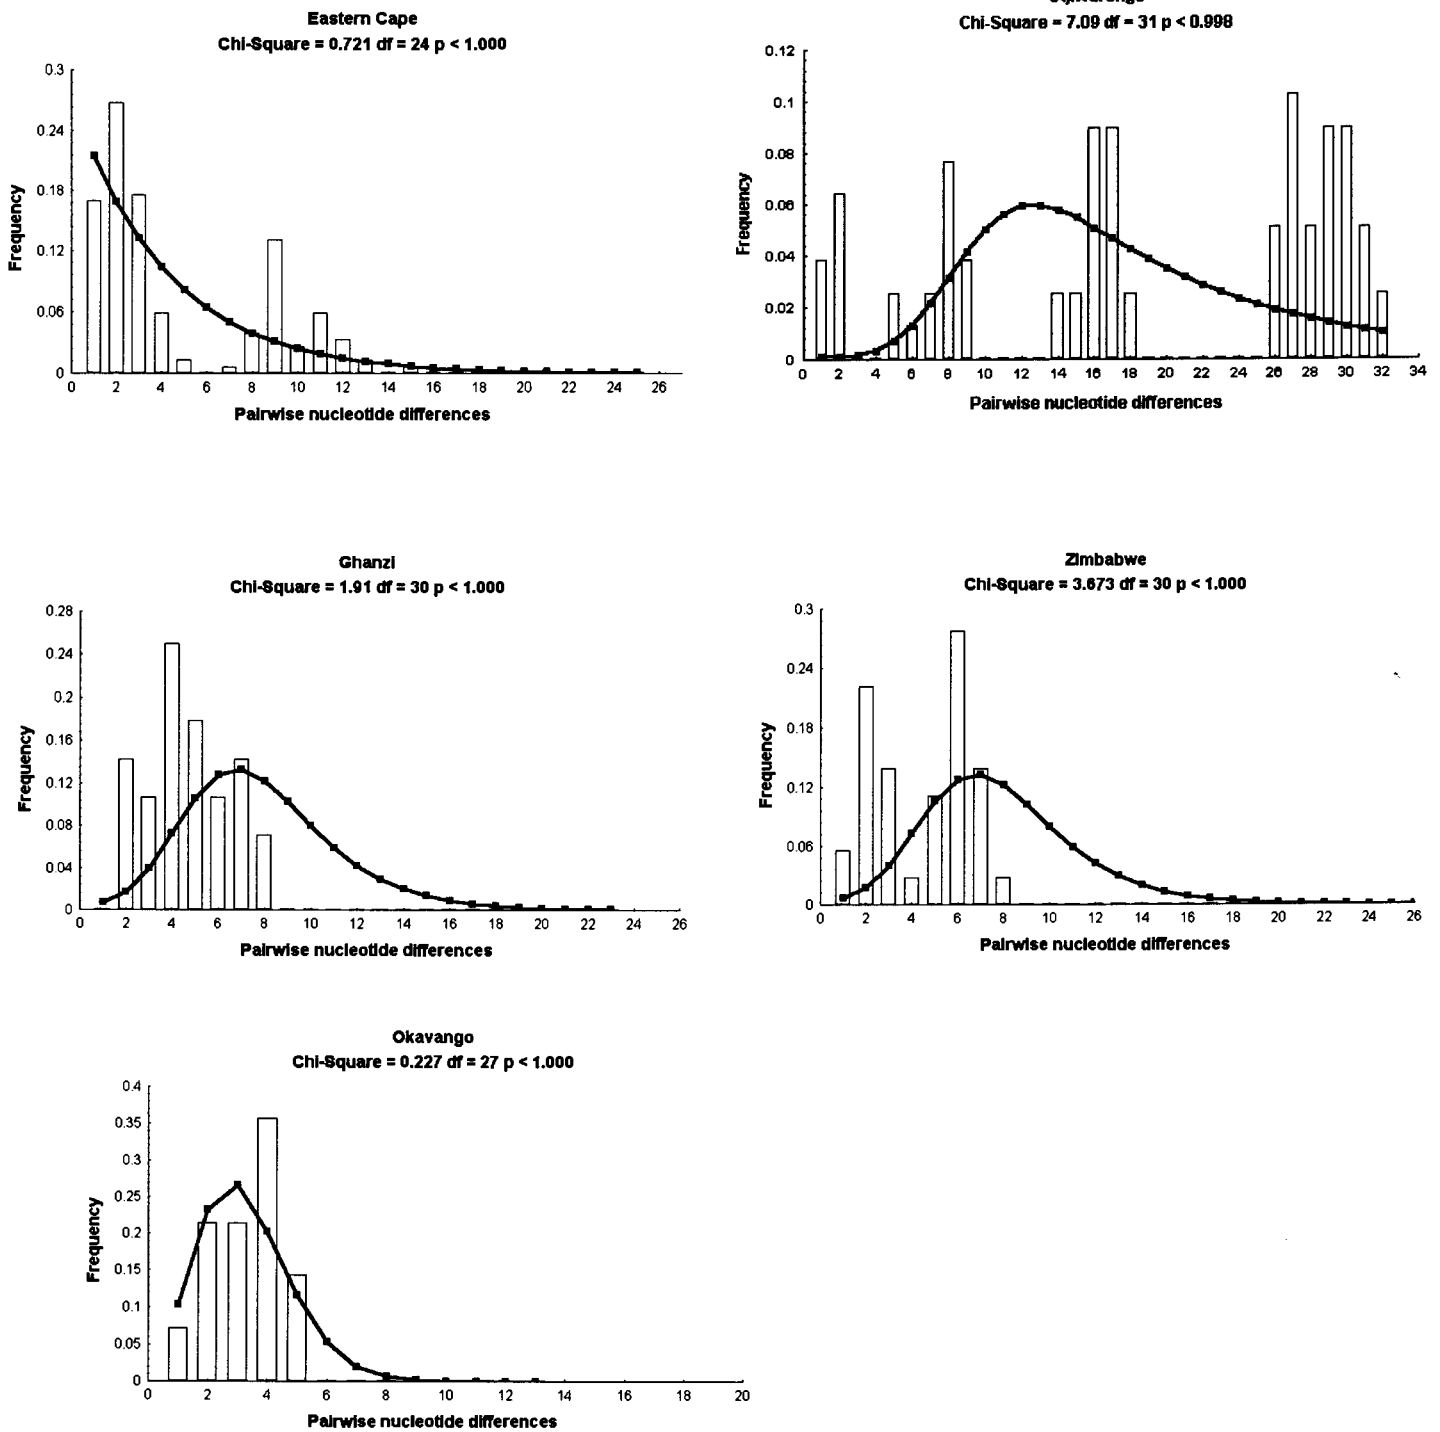 Eastern Cape
Chi-Square = 0.721 df = 24 p < 1.000
0.3
0.24
0.18
0.12
0.06
0
Frequency
0 2 4 6 8 10 12 14 16 18 20 22 24 26
Pairwise nucleotide differences
Chi-Square = 7.09 df = 31 p < 0.998
0.12
0.1
0.08
0.06
0.04
0.02
0
Frequency
0 2 4 6 8 10 12 14 16 18 20 22 24 26 28 30 32 34
Pairwise nucleotide differences
Ghanzi
Chi-Square = 1.91 df = 30 p < 1.000
0.28
0.24
0.2
0.16
0.12
0.08
0.04
0
Frequency
0 2 4 6 8 10 12 14 16 18 20 22 24 26
Pairwise nucleotide differences
Zimbabwe
Chi-Square = 3.673 df = 30 p < 1.000
0.3
0.24
0.18
0.12
0.06
0
Frequency
0 2 4 6 8 10 12 14 16 18 20 22 24 26
Pairwise nucleotide differences
Okavango
Chi-Square = 0.227 df = 27 p < 1.000
0.4
0.35
0.3
0.25
0.2
0.15
0.1
0.05
0
Frequency
0 2 4 6 8 10 12 14 16 18 20
Pairwise nucleotide differences